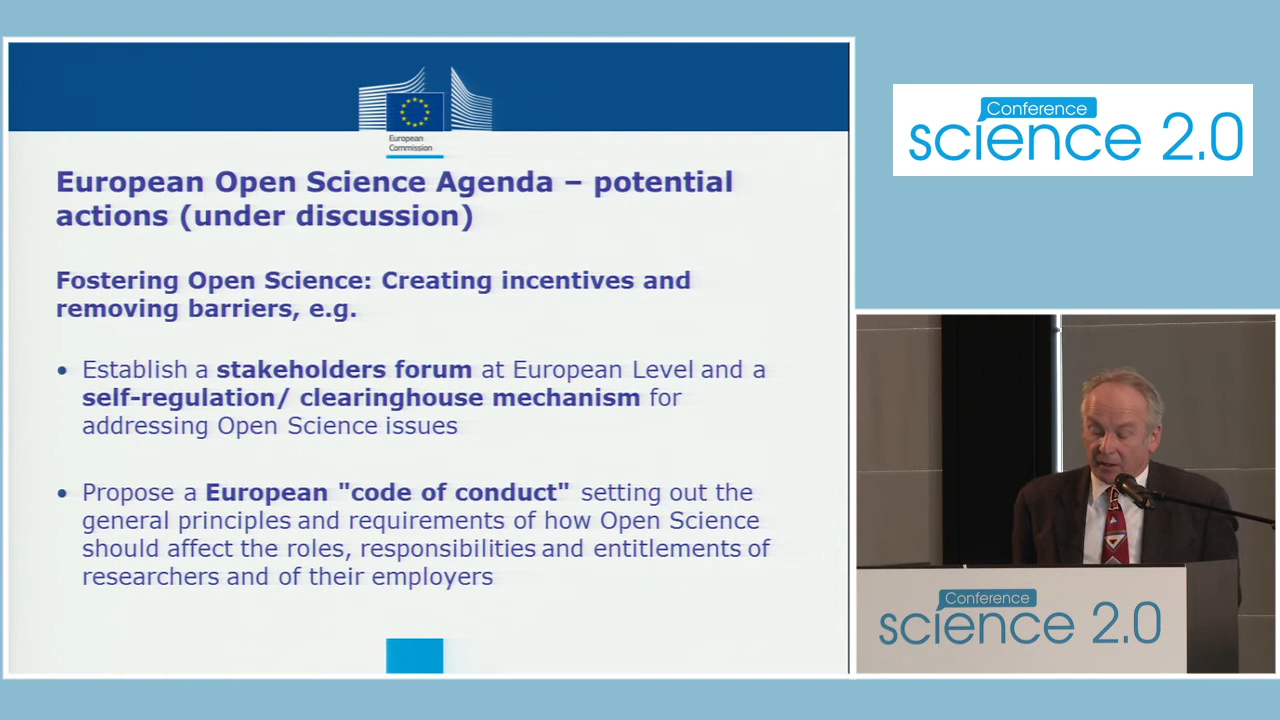 European
Commission
European Open Science Agenda – potential
actions (under discussion)
Fostering Open Science: Creating incentives and
removing barriers, e.g.
• Establish a stakeholders forum at European Level and a
self-regulation/ clearinghouse mechanism for
addressing Open Science issues
• Propose a European "code of conduct" setting out the
general principles and requirements of how Open Science
should affect the roles, responsibilities and entitlements of
researchers and of their employers
Conference
science 2.0
Conference
science 2.0